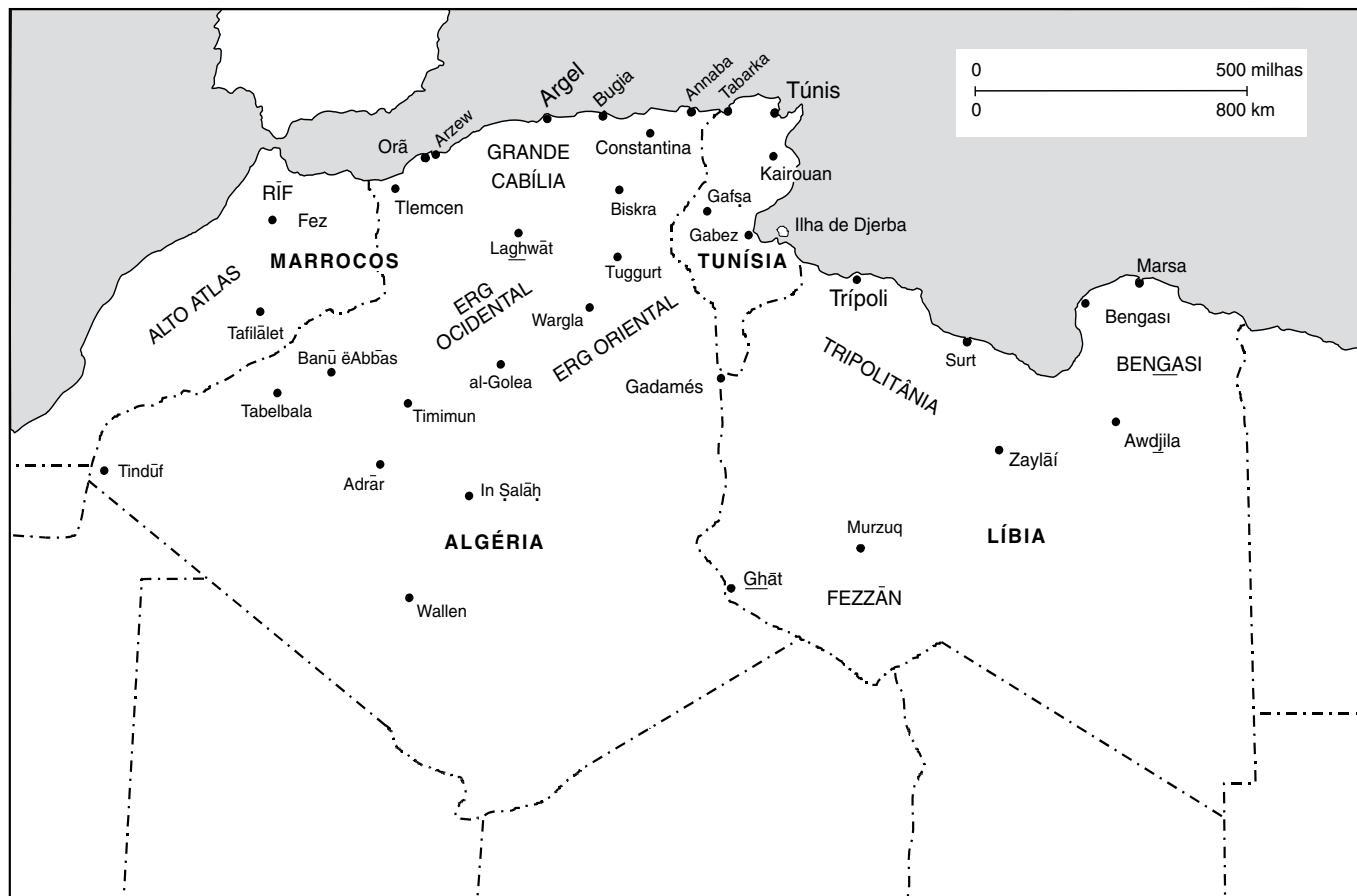 0 500 milhas
0 800 km
Argel
Bugia
Annaba
Tabarka
Túnis
Orã
Arzew
GRANDE
CABÍLIA
Constantina
Kairouan
RĪF
Fez
Tlemcen
Biskra
Gafṣa
Gabez
Ilha de Djerba
Laghwāt
MARROCOS
TUNÍSIA
Tuggurt
Marsa
ALTO ATLAS
ERG
OCIDENTAL
Wargla
ERG ORIENTAL
Trípoli
Bengası
Tafilālet
Banū ëAbbās
al-Golea
Gadamés
TRIPOLITÂNIA
Surt
BENGASI
Tabelbala
Timimun
Awdjila
Zaylāí
Tindūf
Adrār
In Ṣalāḥ
Murzuq
LÍBIA
ALGÉRIA
Ghāt
FEZZĀN
Wallen